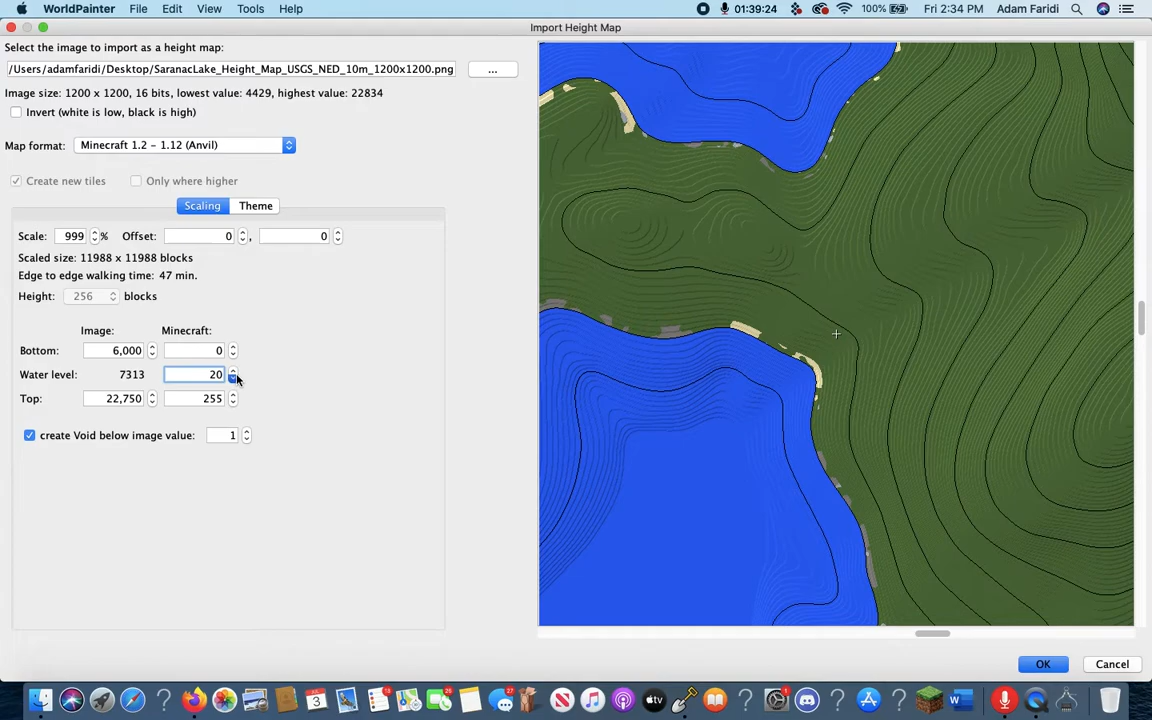 WorldPainter File Edit View Tools Help 01:39:24 100% Fri 2:34 PM Adam Faridi
Import Height Map
Select the image to import as a height map:
/Users/adamfaridi/Desktop/SaranacLake_Height_Map_USGS_NED_10m_1200x1200.png ...
Image size: 1200 x 1200, 16 bits, lowest value: 4429, highest value: 22834
Invert (white is low, black is high)
Map format: Minecraft 1.2 – 1.12 (Anvil)
Create new tiles Only where higher
Scaling Theme
Scale: 999 % Offset: 0 , 0
Scaled size: 11988 x 11988 blocks
Edge to edge walking time: 47 min.
Height: 256 blocks
Image: Minecraft:
Bottom: 6,000 0
Water level: 7313 20
Top: 22,750 255
create Void below image value: 1
OK Cancel